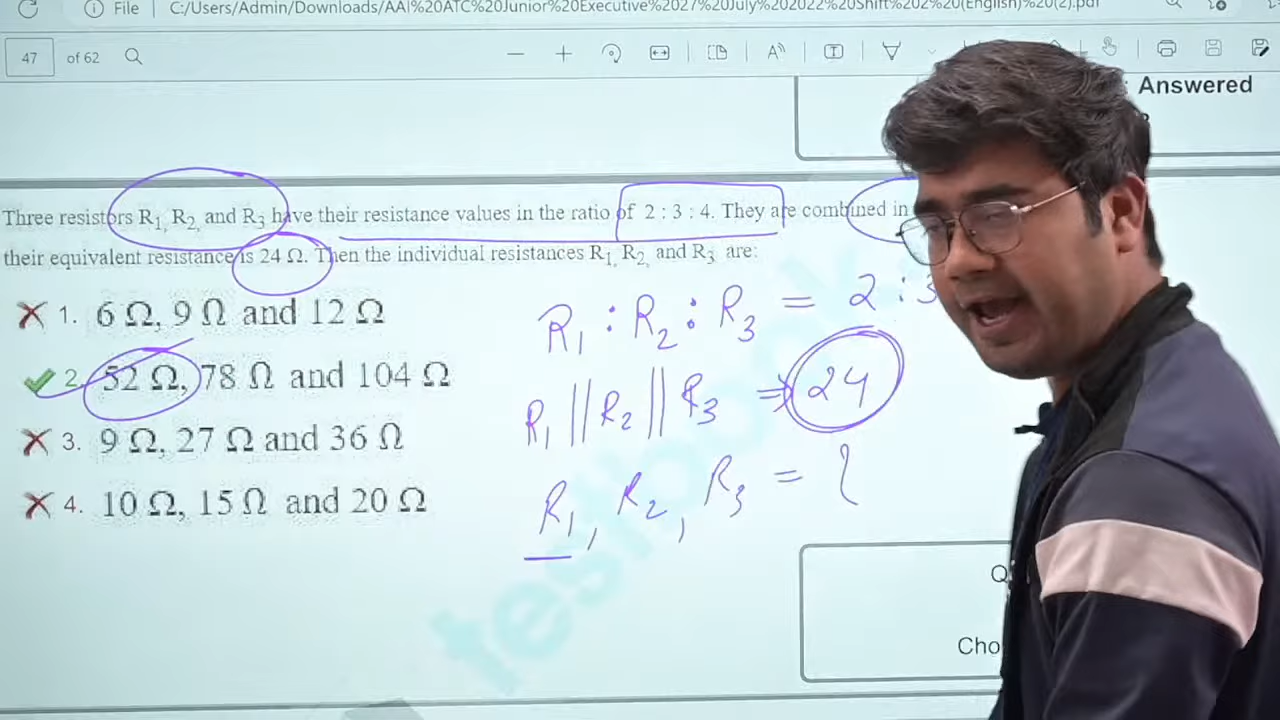 File C:/Users/Admin/Downloads/AAI%20ATC%20Junior%20Executive%2027%20July%202022%20Shift%202%20(English)%20(2).pdf
47 of 62
Answered
Three resistors R1, R2, and R3 have their resistance values in the ratio of 2 : 3 : 4. They are combined in
their equivalent resistance is 24 Ω. Then the individual resistances R1, R2, and R3 are:
1. 6 Ω, 9 Ω and 12 Ω
2. 52 Ω, 78 Ω and 104 Ω
3. 9 Ω, 27 Ω and 36 Ω
4. 10 Ω, 15 Ω and 20 Ω
R1 : R2 : R3 = 2 : 3
R1 || R2 || R3 ⇒ 24
R1, R2, R3 =
testbook
Cho